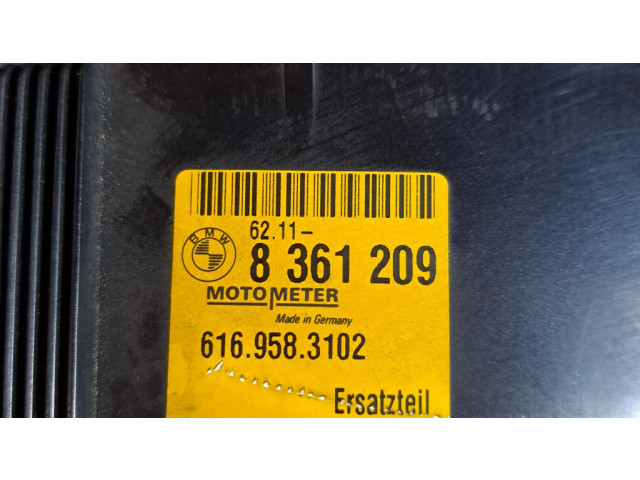 62.11-
BMW
8 361 209
MOTOMETER
Made in Germany
616.958.3102
Ersatzteil